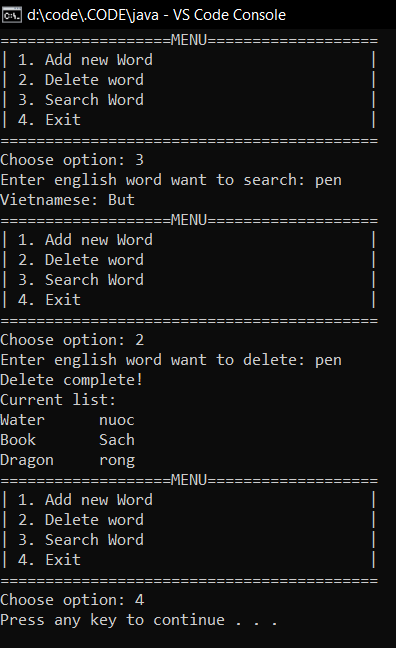 d:\code\.CODE\java - VS Code Console
===================MENU===================
| 1. Add new Word                        |
| 2. Delete word                         |
| 3. Search Word                         |
| 4. Exit                                |
==========================================
Choose option: 3
Enter english word want to search: pen
Vietnamese: But
===================MENU===================
| 1. Add new Word                        |
| 2. Delete word                         |
| 3. Search Word                         |
| 4. Exit                                |
==========================================
Choose option: 2
Enter english word want to delete: pen
Delete complete!
Current list:
Water      nuoc
Book       Sach
Dragon     rong
===================MENU===================
| 1. Add new Word                        |
| 2. Delete word                         |
| 3. Search Word                         |
| 4. Exit                                |
==========================================
Choose option: 4
Press any key to continue . . .